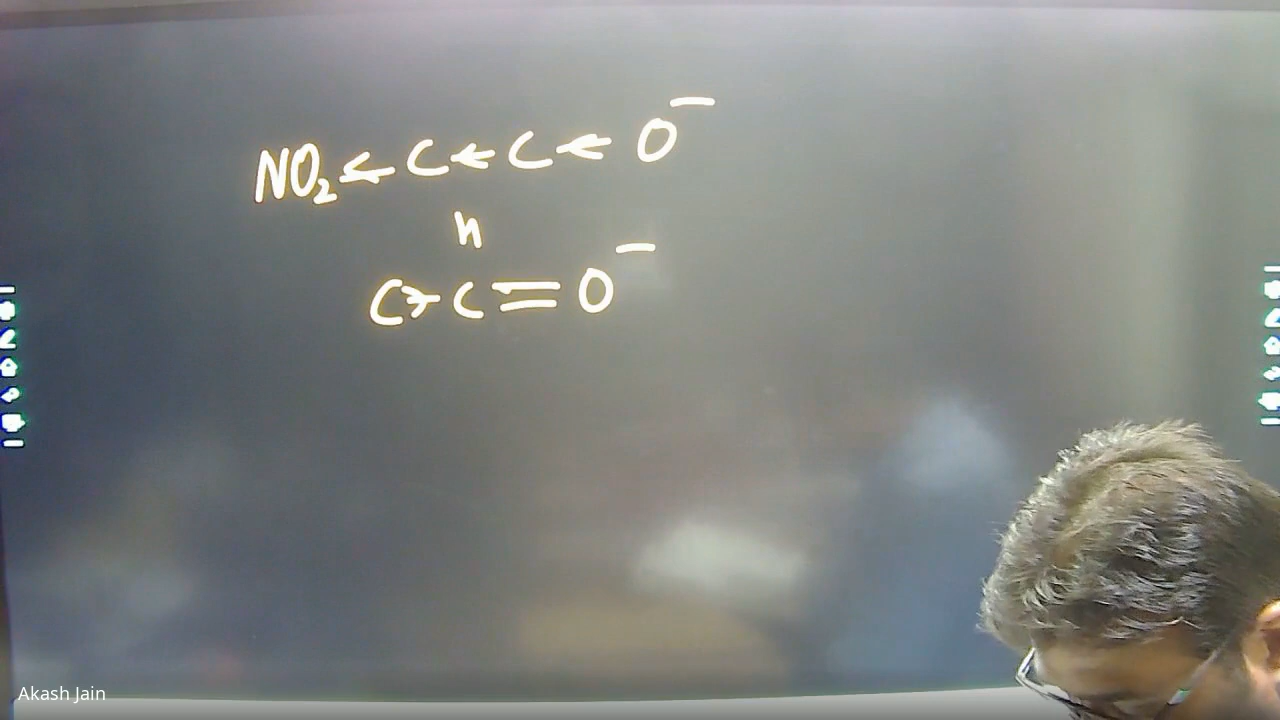 NO₂ ← C ← C ← O⁻
n
C > C = O⁻
Akash Jain